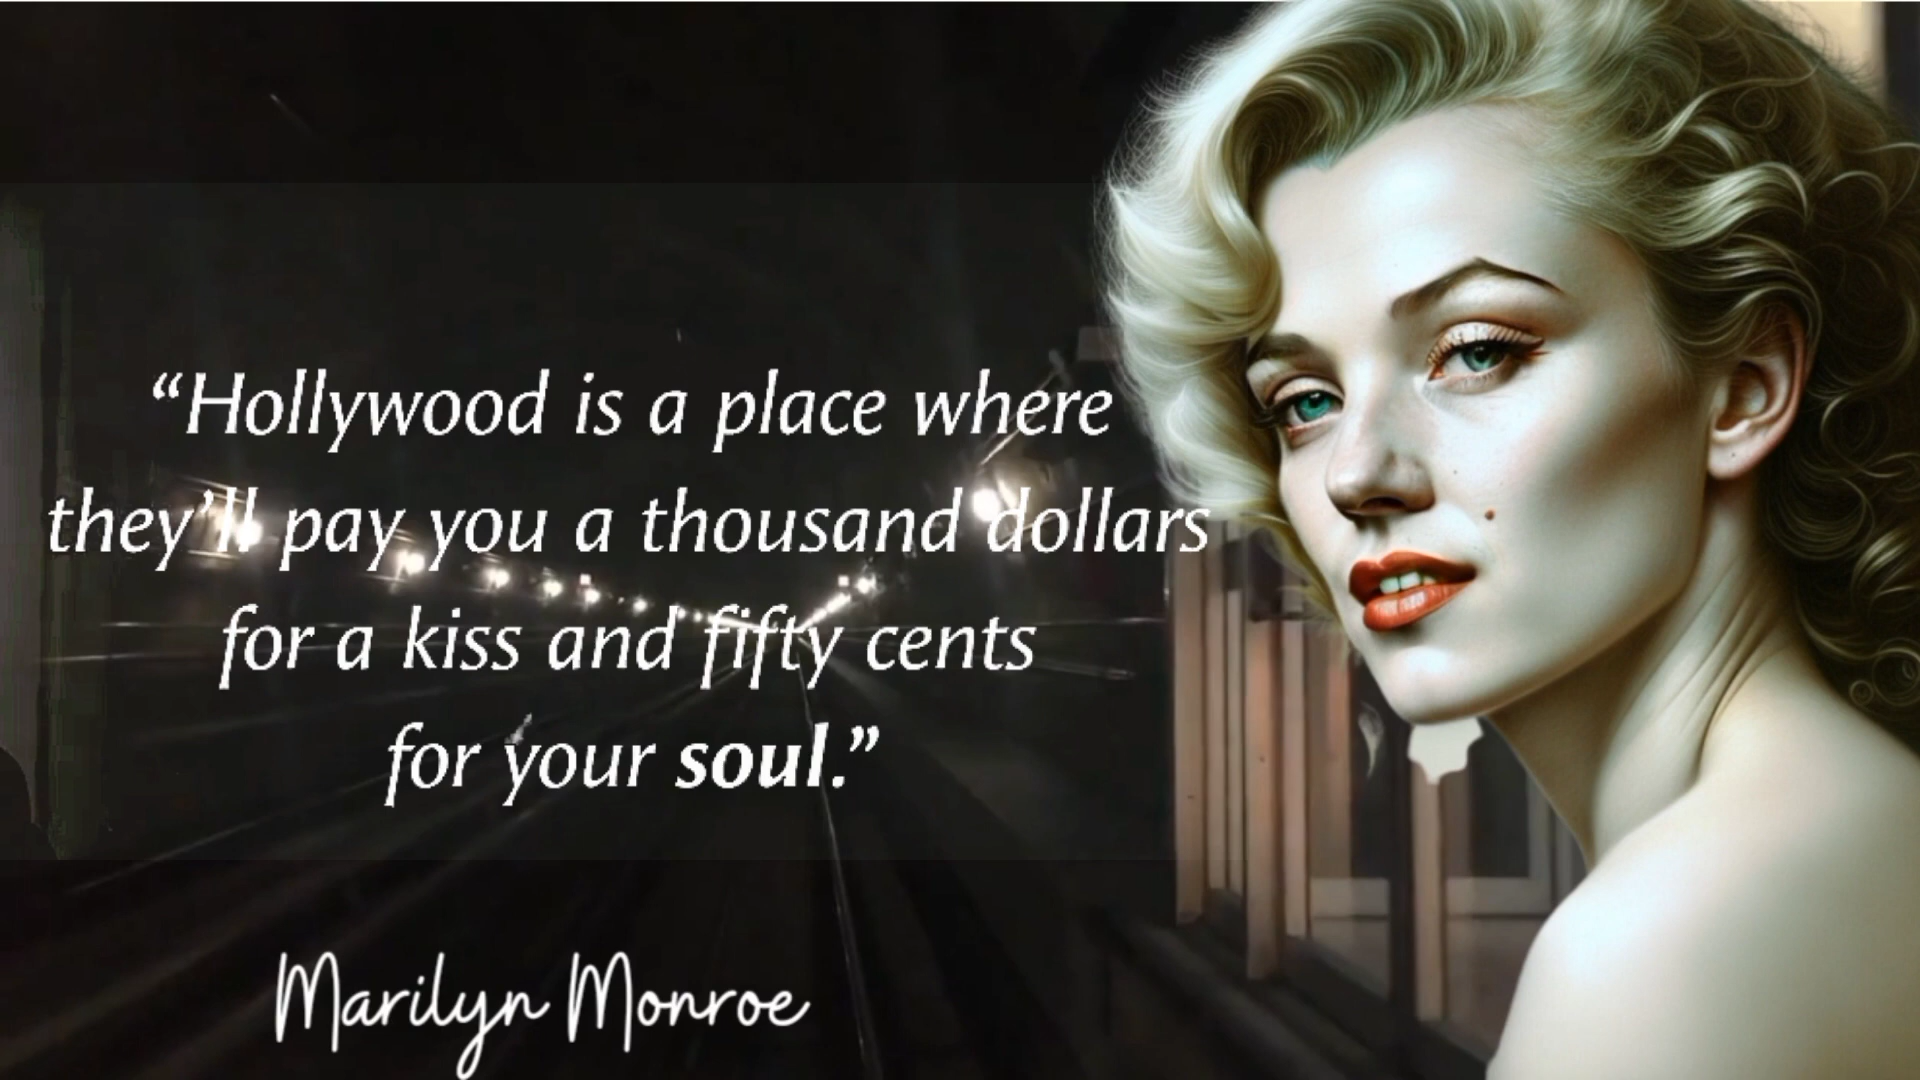 “Hollywood is a place where
they’ll pay you a thousand dollars
for a kiss and fifty cents
for your soul.”
Marilyn Monroe